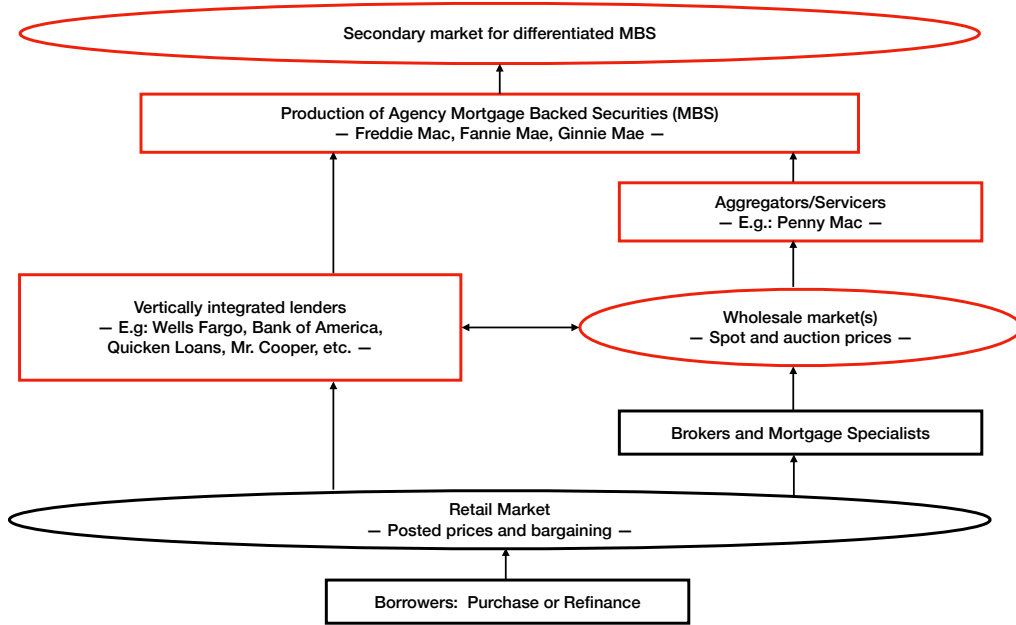 Secondary market for differentiated MBS
Production of Agency Mortgage Backed Securities (MBS)
— Freddie Mac, Fannie Mae, Ginnie Mae —
Aggregators/Servicers
— E.g.: Penny Mac —
Vertically integrated lenders
— E.g: Wells Fargo, Bank of America,
Quicken Loans, Mr. Cooper, etc. —
Wholesale market(s)
— Spot and auction prices —
Brokers and Mortgage Specialists
Retail Market
— Posted prices and bargaining —
Borrowers:  Purchase or Refinance